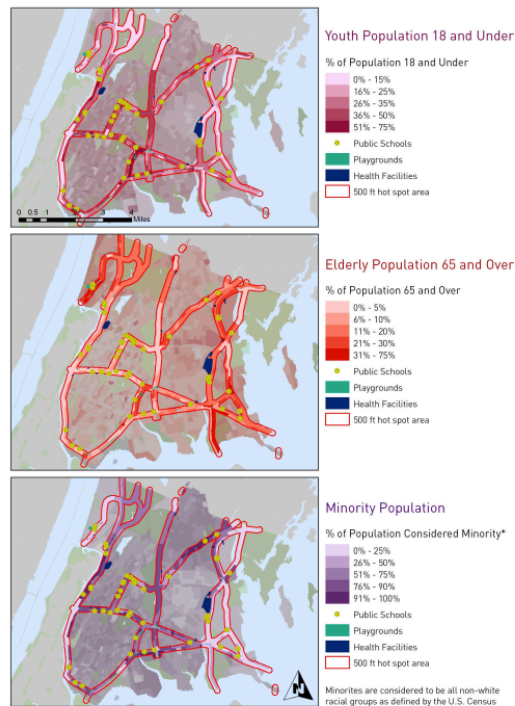 Youth Population 18 and Under
% of Population 18 and Under
0% - 15%
16% - 25%
26% - 35%
36% - 50%
51% - 75%
Public Schools
Playgrounds
Health Facilities
500 ft hot spot area
0 0.5 1 2 3 4
Miles
Elderly Population 65 and Over
% of Population 65 and Over
0% - 5%
6% - 10%
11% - 20%
21% - 30%
31% - 75%
Public Schools
Playgrounds
Health Facilities
500 ft hot spot area
Minority Population
% of Population Considered Minority*
0% - 25%
26% - 50%
51% - 75%
76% - 90%
91% - 100%
Public Schools
Playgrounds
Health Facilities
500 ft hot spot area
N
Minorites are considered to be all non-white
racial groups as defined by the U.S. Census